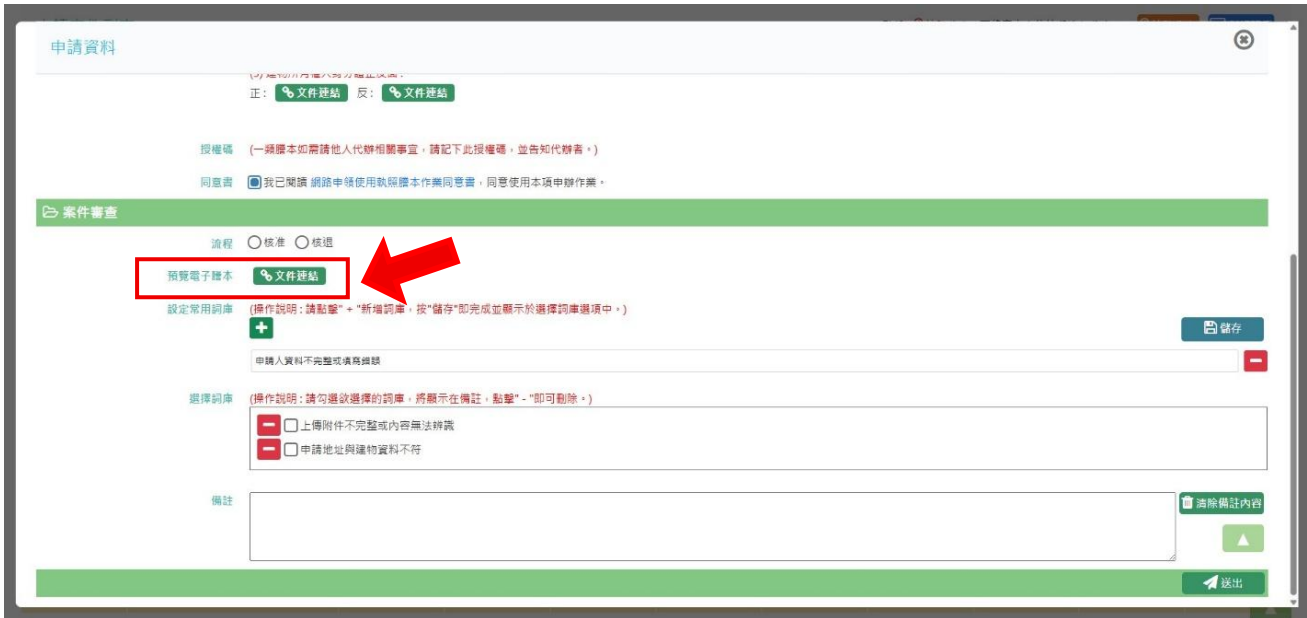 申請資料
正： 文件連結 反： 文件連結
授權碼 (一類謄本如需請他人代辦相關事宜，請記下此授權碼，並告知代辦者。)
同意書 我已閱讀 網路申領使用執照謄本作業同意書，同意使用本項申辦作業。
案件審查
流程 核准 核退
預覽電子謄本 文件連結
設定常用詞庫 (操作說明：請點擊" + "新增詞庫，按"儲存"即完成並顯示於選擇詞庫選項中。)
儲存
申請人資料不完整或填寫錯誤
選擇詞庫 (操作說明：請勾選欲選擇的詞庫，將顯示在備註，點擊" - "即可刪除。)
上傳附件不完整或內容無法辨識
申請地址與建物資料不符
備註 清除備註內容
送出